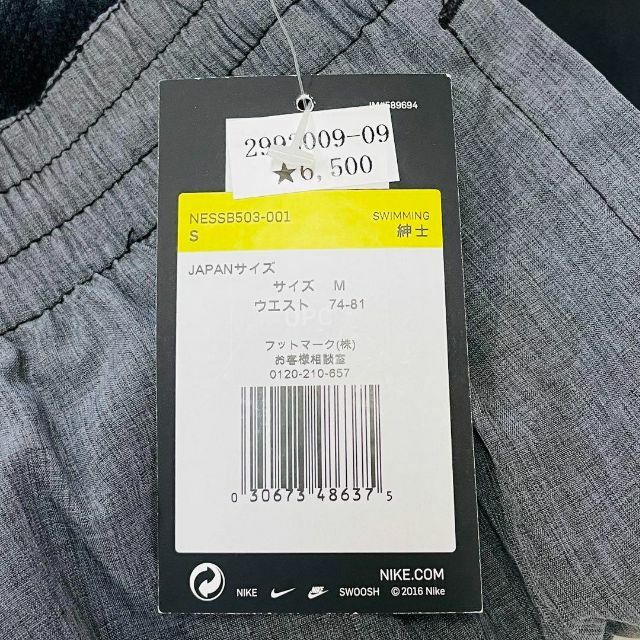 2992009-09
★6,500
NESSB503-001 SWIMMING
S 紳士
JAPANサイズ
サイズ M
ウエスト 74-81
UPC
フットマーク(株)
お客様相談室
0120-210-657
0 30673 48637 5
NIKE.COM
NIKE SWOOSH ©2016 Nike